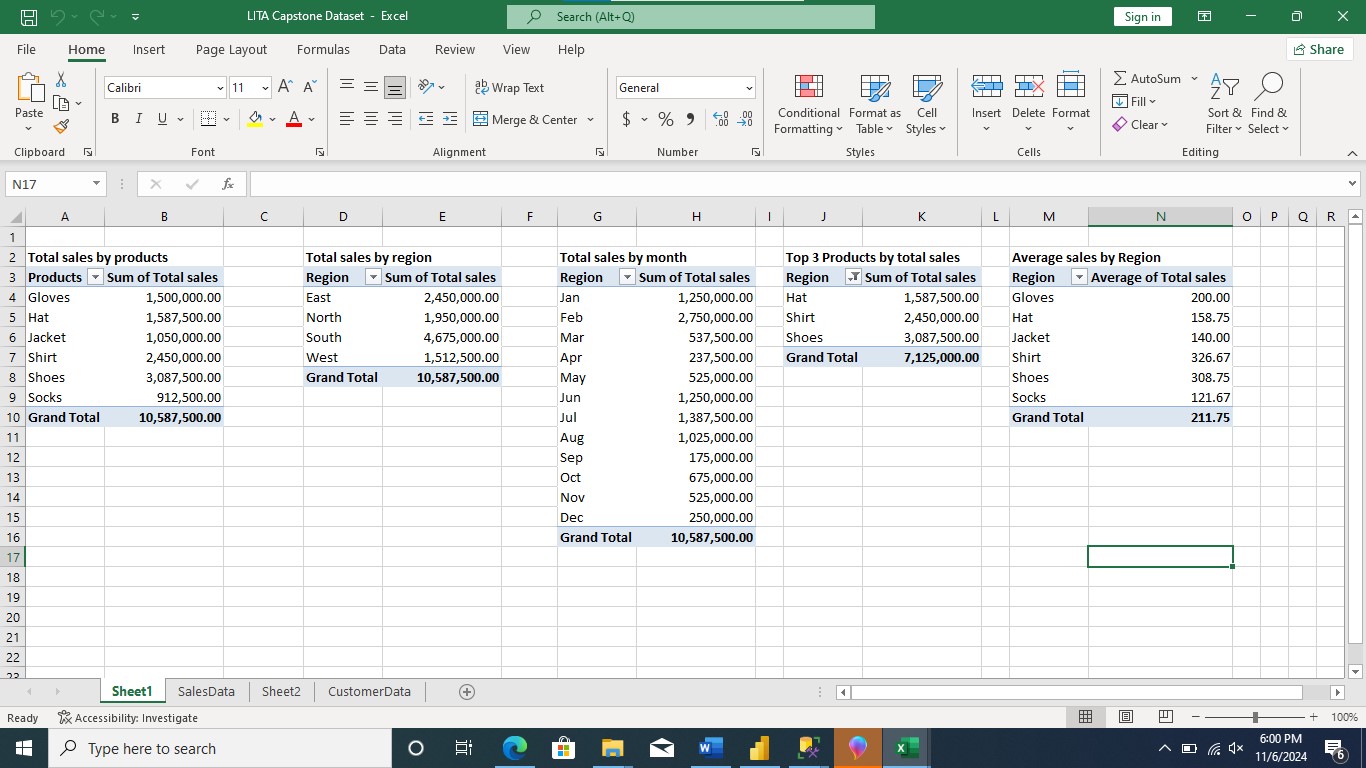 LITA Capstone Dataset - Excel
Search (Alt+Q)
Sign in
File Home Insert Page Layout Formulas Data Review View Help
Share
Paste
Clipboard
Calibri 11
B I U A
Font
ab Wrap Text
Merge & Center
Alignment
General
$ % 9
Number
Conditional Formatting
Format as Table
Cell Styles
Styles
Insert Delete Format
Cells
AutoSum
Fill
Clear
Sort & Filter
Find & Select
Editing
N17 fx
A B C D E F G H I J K L M N O P Q R
1
2 Total sales by products Total sales by region Total sales by month Top 3 Products by total sales Average sales by Region
3 Products Sum of Total sales Region Sum of Total sales Region Sum of Total sales Region Sum of Total sales Region Average of Total sales
4 Gloves 1,500,000.00 East 2,450,000.00 Jan 1,250,000.00 Hat 1,587,500.00 Gloves 200.00
5 Hat 1,587,500.00 North 1,950,000.00 Feb 2,750,000.00 Shirt 2,450,000.00 Hat 158.75
6 Jacket 1,050,000.00 South 4,675,000.00 Mar 537,500.00 Shoes 3,087,500.00 Jacket 140.00
7 Shirt 2,450,000.00 West 1,512,500.00 Apr 237,500.00 Grand Total 7,125,000.00 Shirt 326.67
8 Shoes 3,087,500.00 Grand Total 10,587,500.00 May 525,000.00 Shoes 308.75
9 Socks 912,500.00 Jun 1,250,000.00 Socks 121.67
10 Grand Total 10,587,500.00 Jul 1,387,500.00 Grand Total 211.75
11 Aug 1,025,000.00
12 Sep 175,000.00
13 Oct 675,000.00
14 Nov 525,000.00
15 Dec 250,000.00
16 Grand Total 10,587,500.00
17
18
19
20
21
22
23
Sheet1 SalesData Sheet2 CustomerData
Ready Accessibility: Investigate 100%
Type here to search
6:00 PM
11/6/2024
6